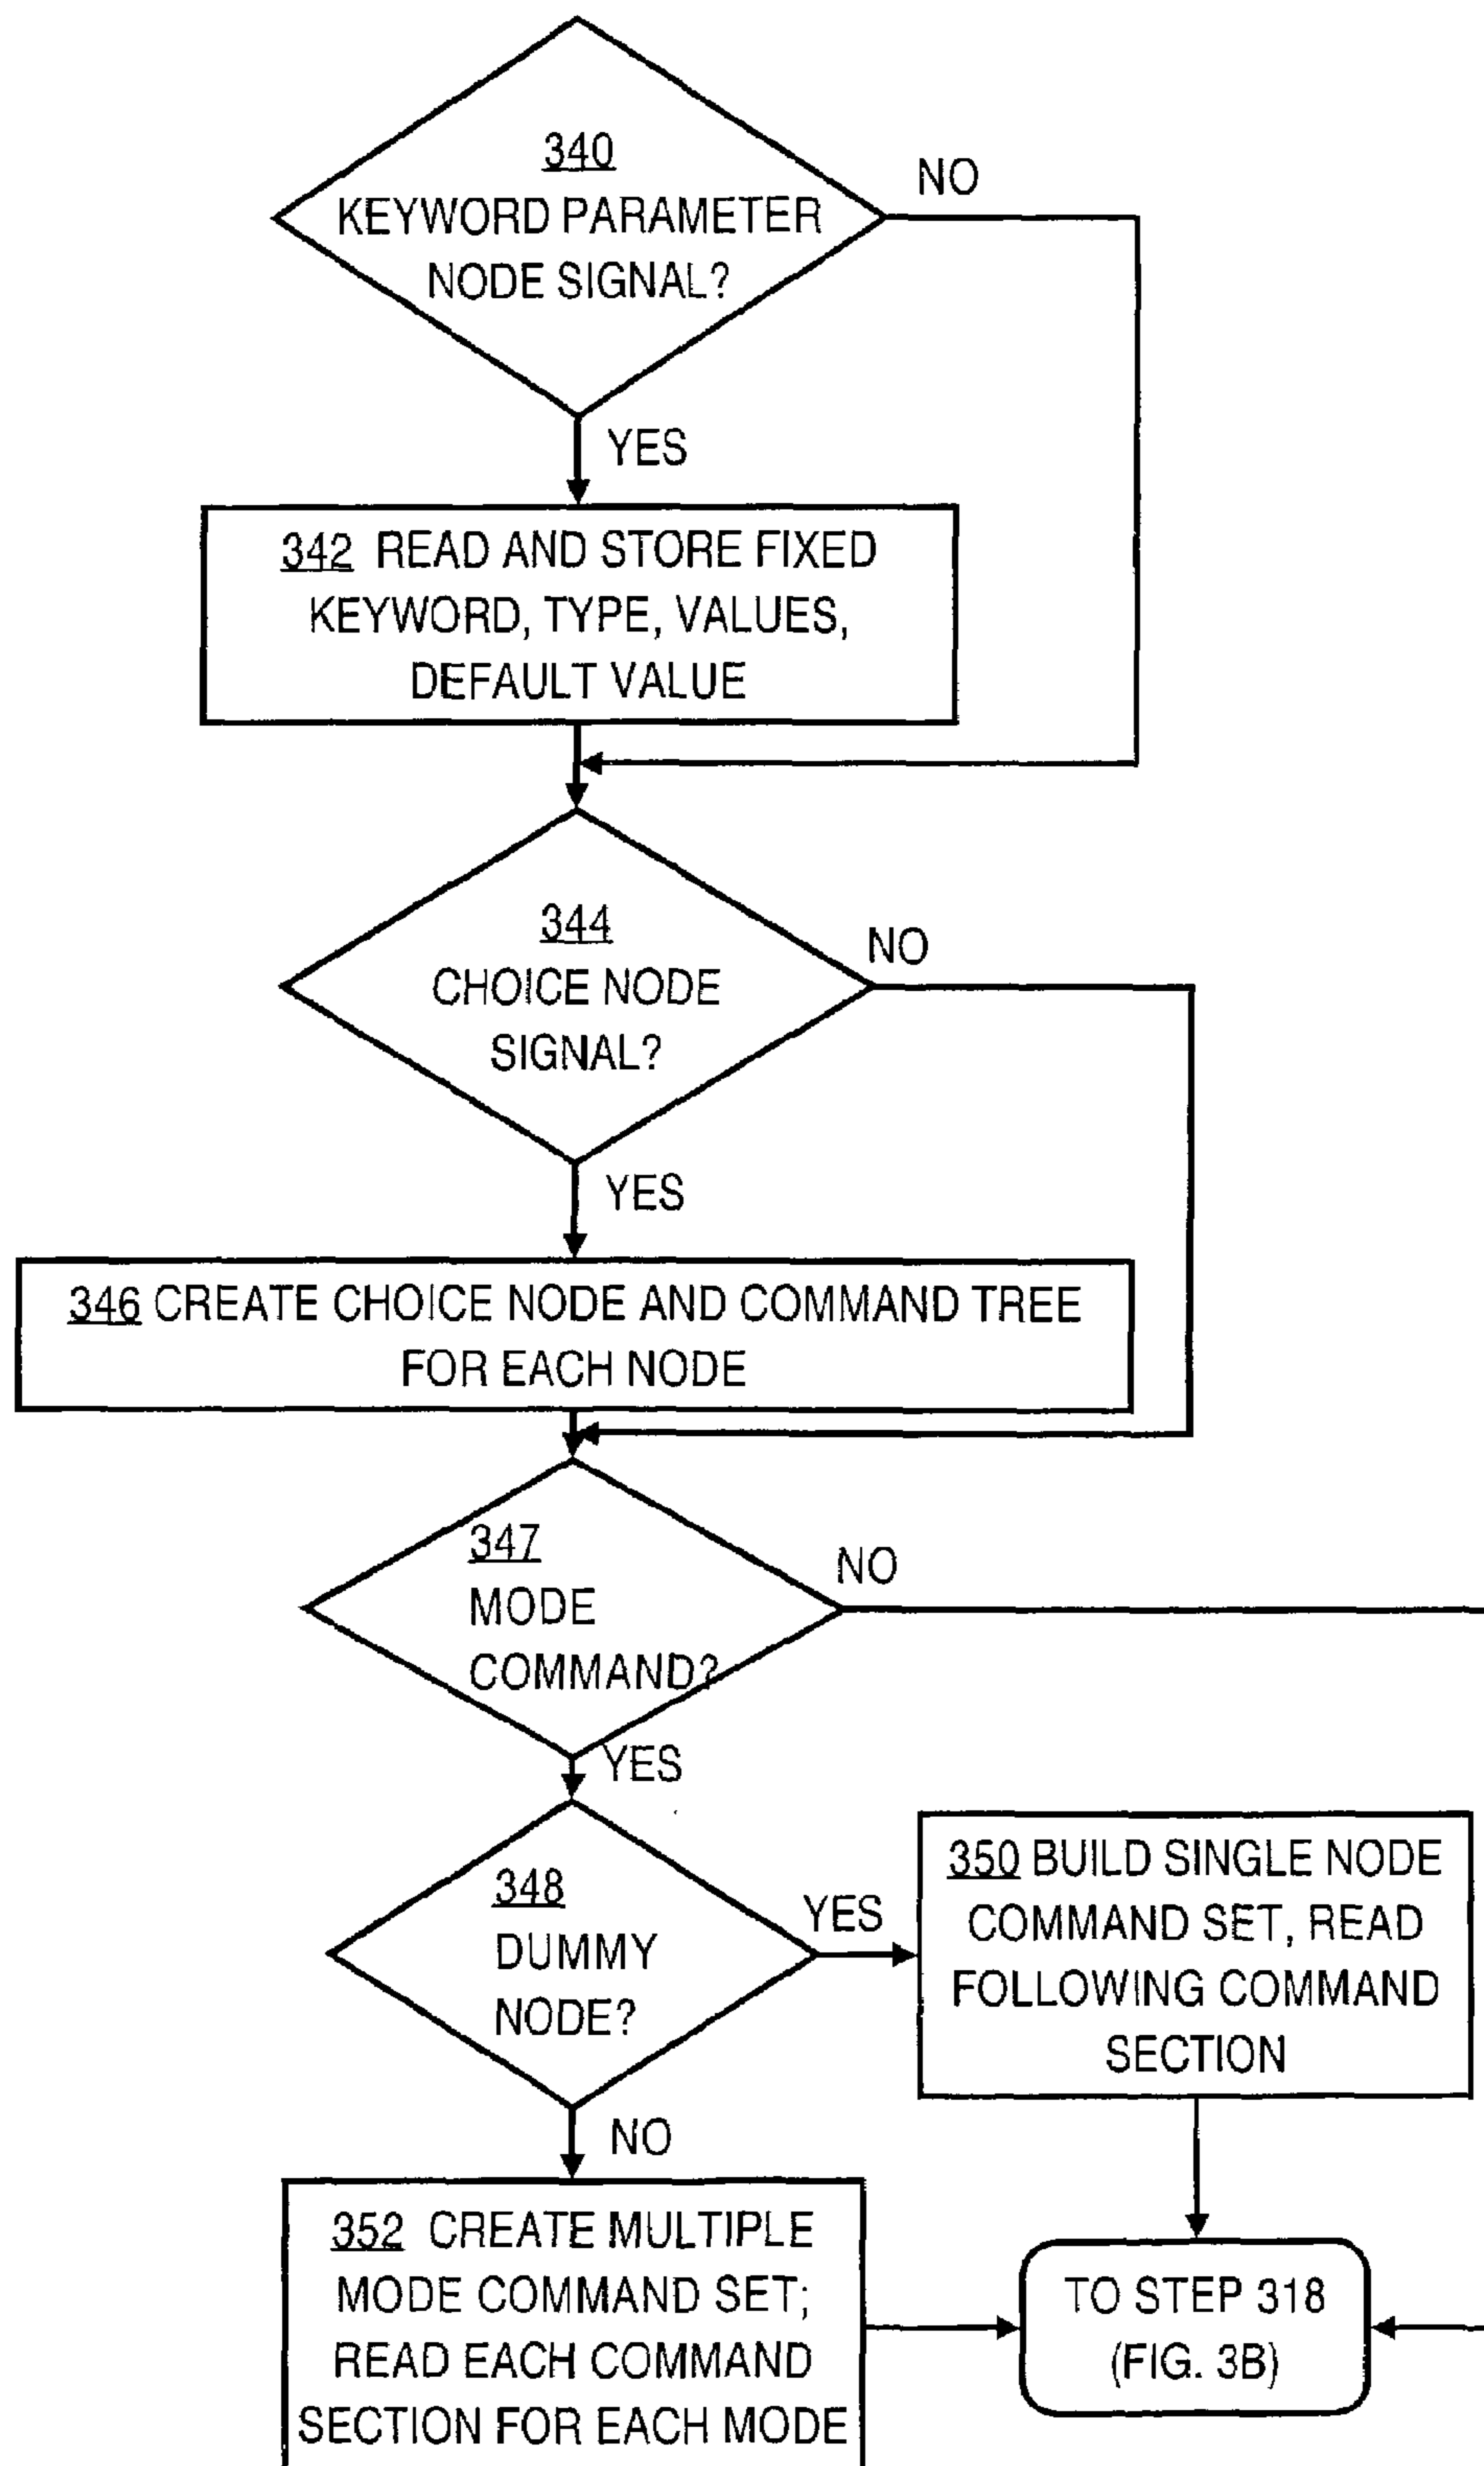 340
KEYWORD PARAMETER
NODE SIGNAL?
NO
YES
342 READ AND STORE FIXED
KEYWORD, TYPE, VALUES,
DEFAULT VALUE
344
CHOICE NODE
SIGNAL?
NO
YES
346 CREATE CHOICE NODE AND COMMAND TREE
FOR EACH NODE
347
MODE
COMMAND?
NO
YES
348
DUMMY
NODE?
YES
NO
350 BUILD SINGLE NODE
COMMAND SET, READ
FOLLOWING COMMAND
SECTION
352 CREATE MULTIPLE
MODE COMMAND SET;
READ EACH COMMAND
SECTION FOR EACH MODE
TO STEP 318
(FIG. 3B)